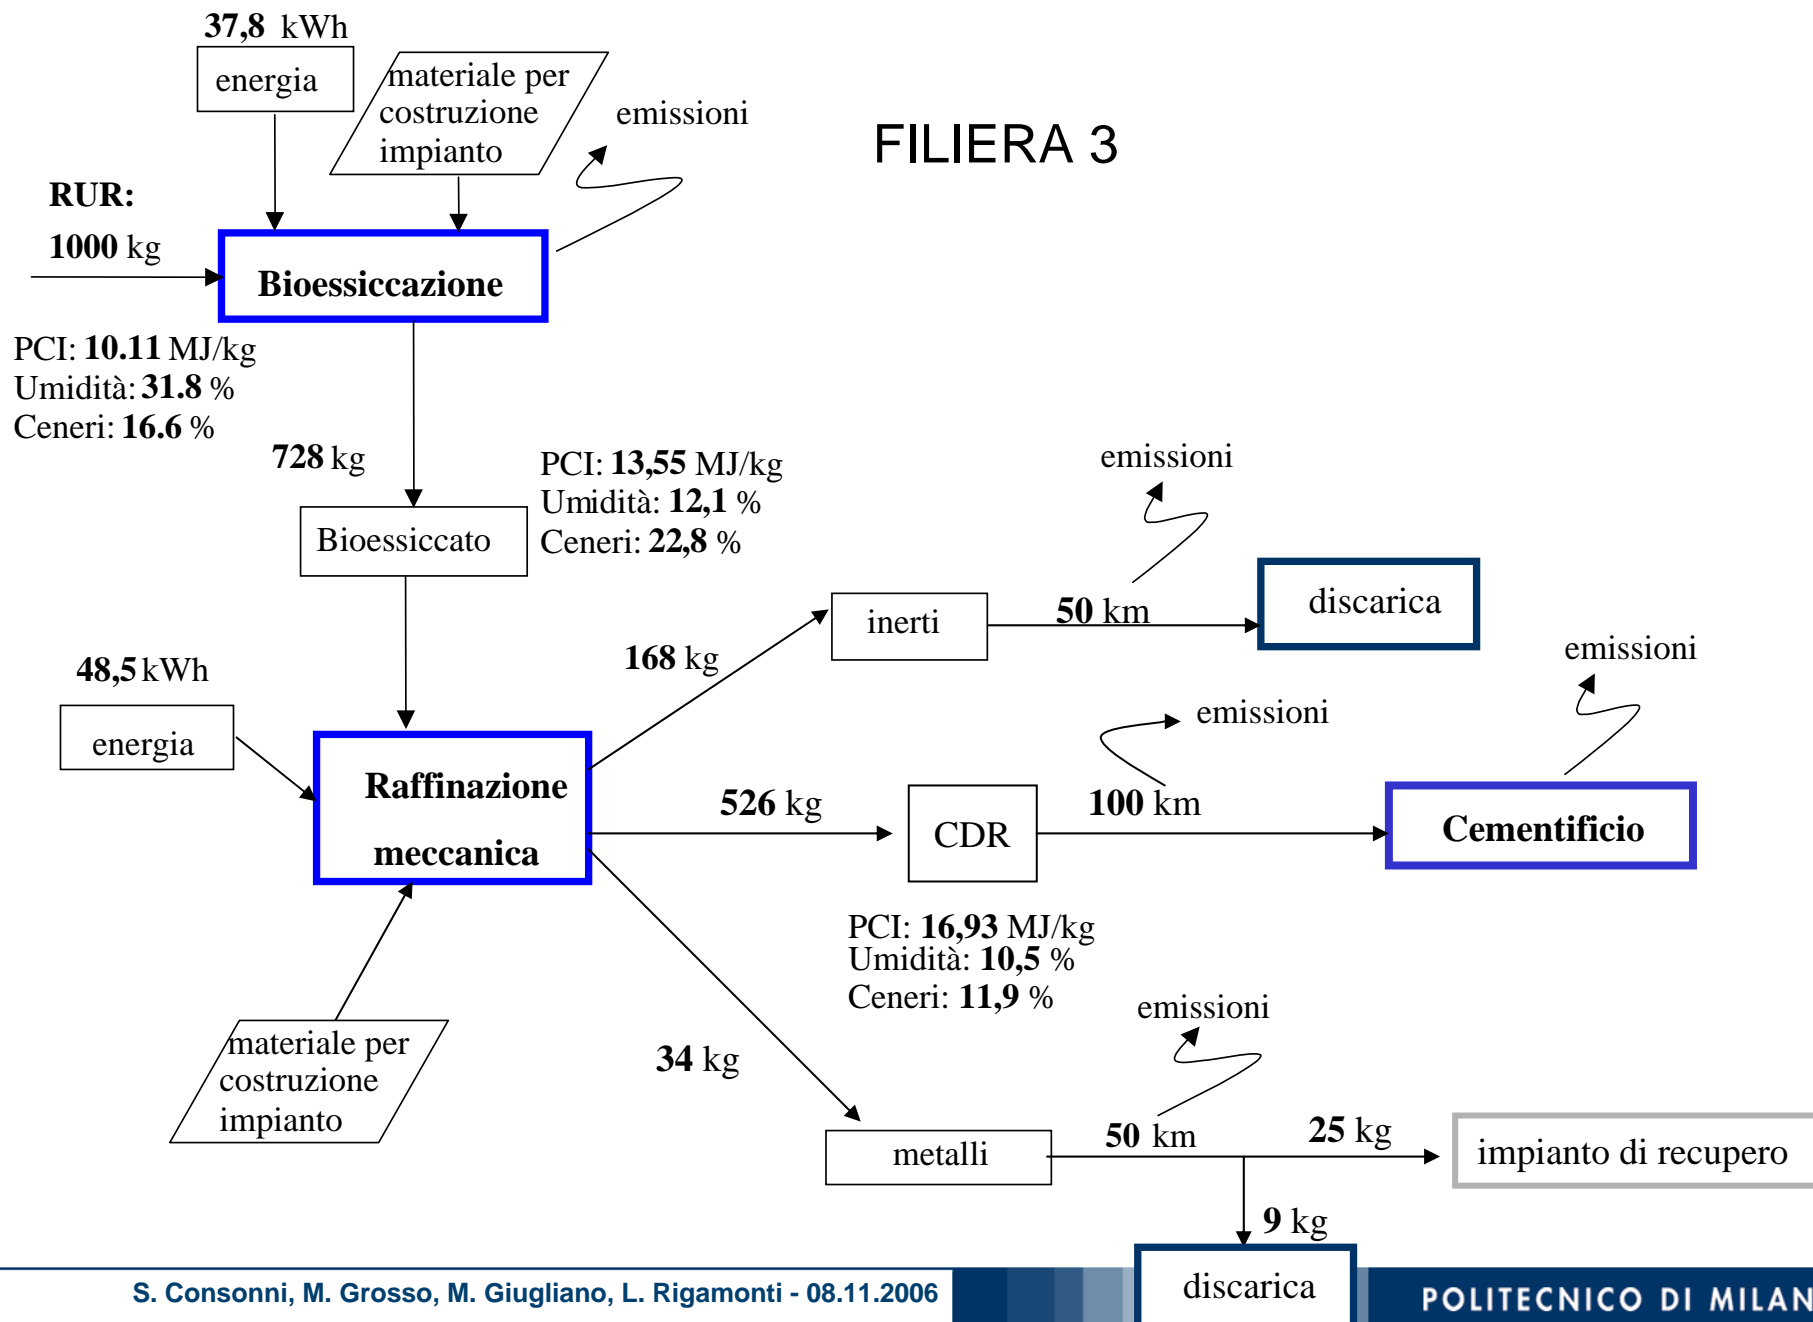 37,8 kWh
energia
materiale per
costruzione
impianto
emissioni
FILIERA 3
RUR:
1000 kg
Bioessiccazione
PCI: 10.11 MJ/kg
Umidità: 31.8 %
Ceneri: 16.6 %
728 kg
PCI: 13,55 MJ/kg
Umidità: 12,1 %
Ceneri: 22,8 %
Bioessiccato
emissioni
inerti
50 km
discarica
168 kg
48,5 kWh
energia
emissioni
emissioni
Raffinazione
meccanica
526 kg
CDR
100 km
Cementificio
PCI: 16,93 MJ/kg
Umidità: 10,5 %
Ceneri: 11,9 %
materiale per
costruzione
impianto
34 kg
emissioni
metalli
50 km
25 kg
impianto di recupero
9 kg
discarica
S. Consonni, M. Grosso, M. Giugliano, L. Rigamonti - 08.11.2006
POLITECNICO DI MILAN